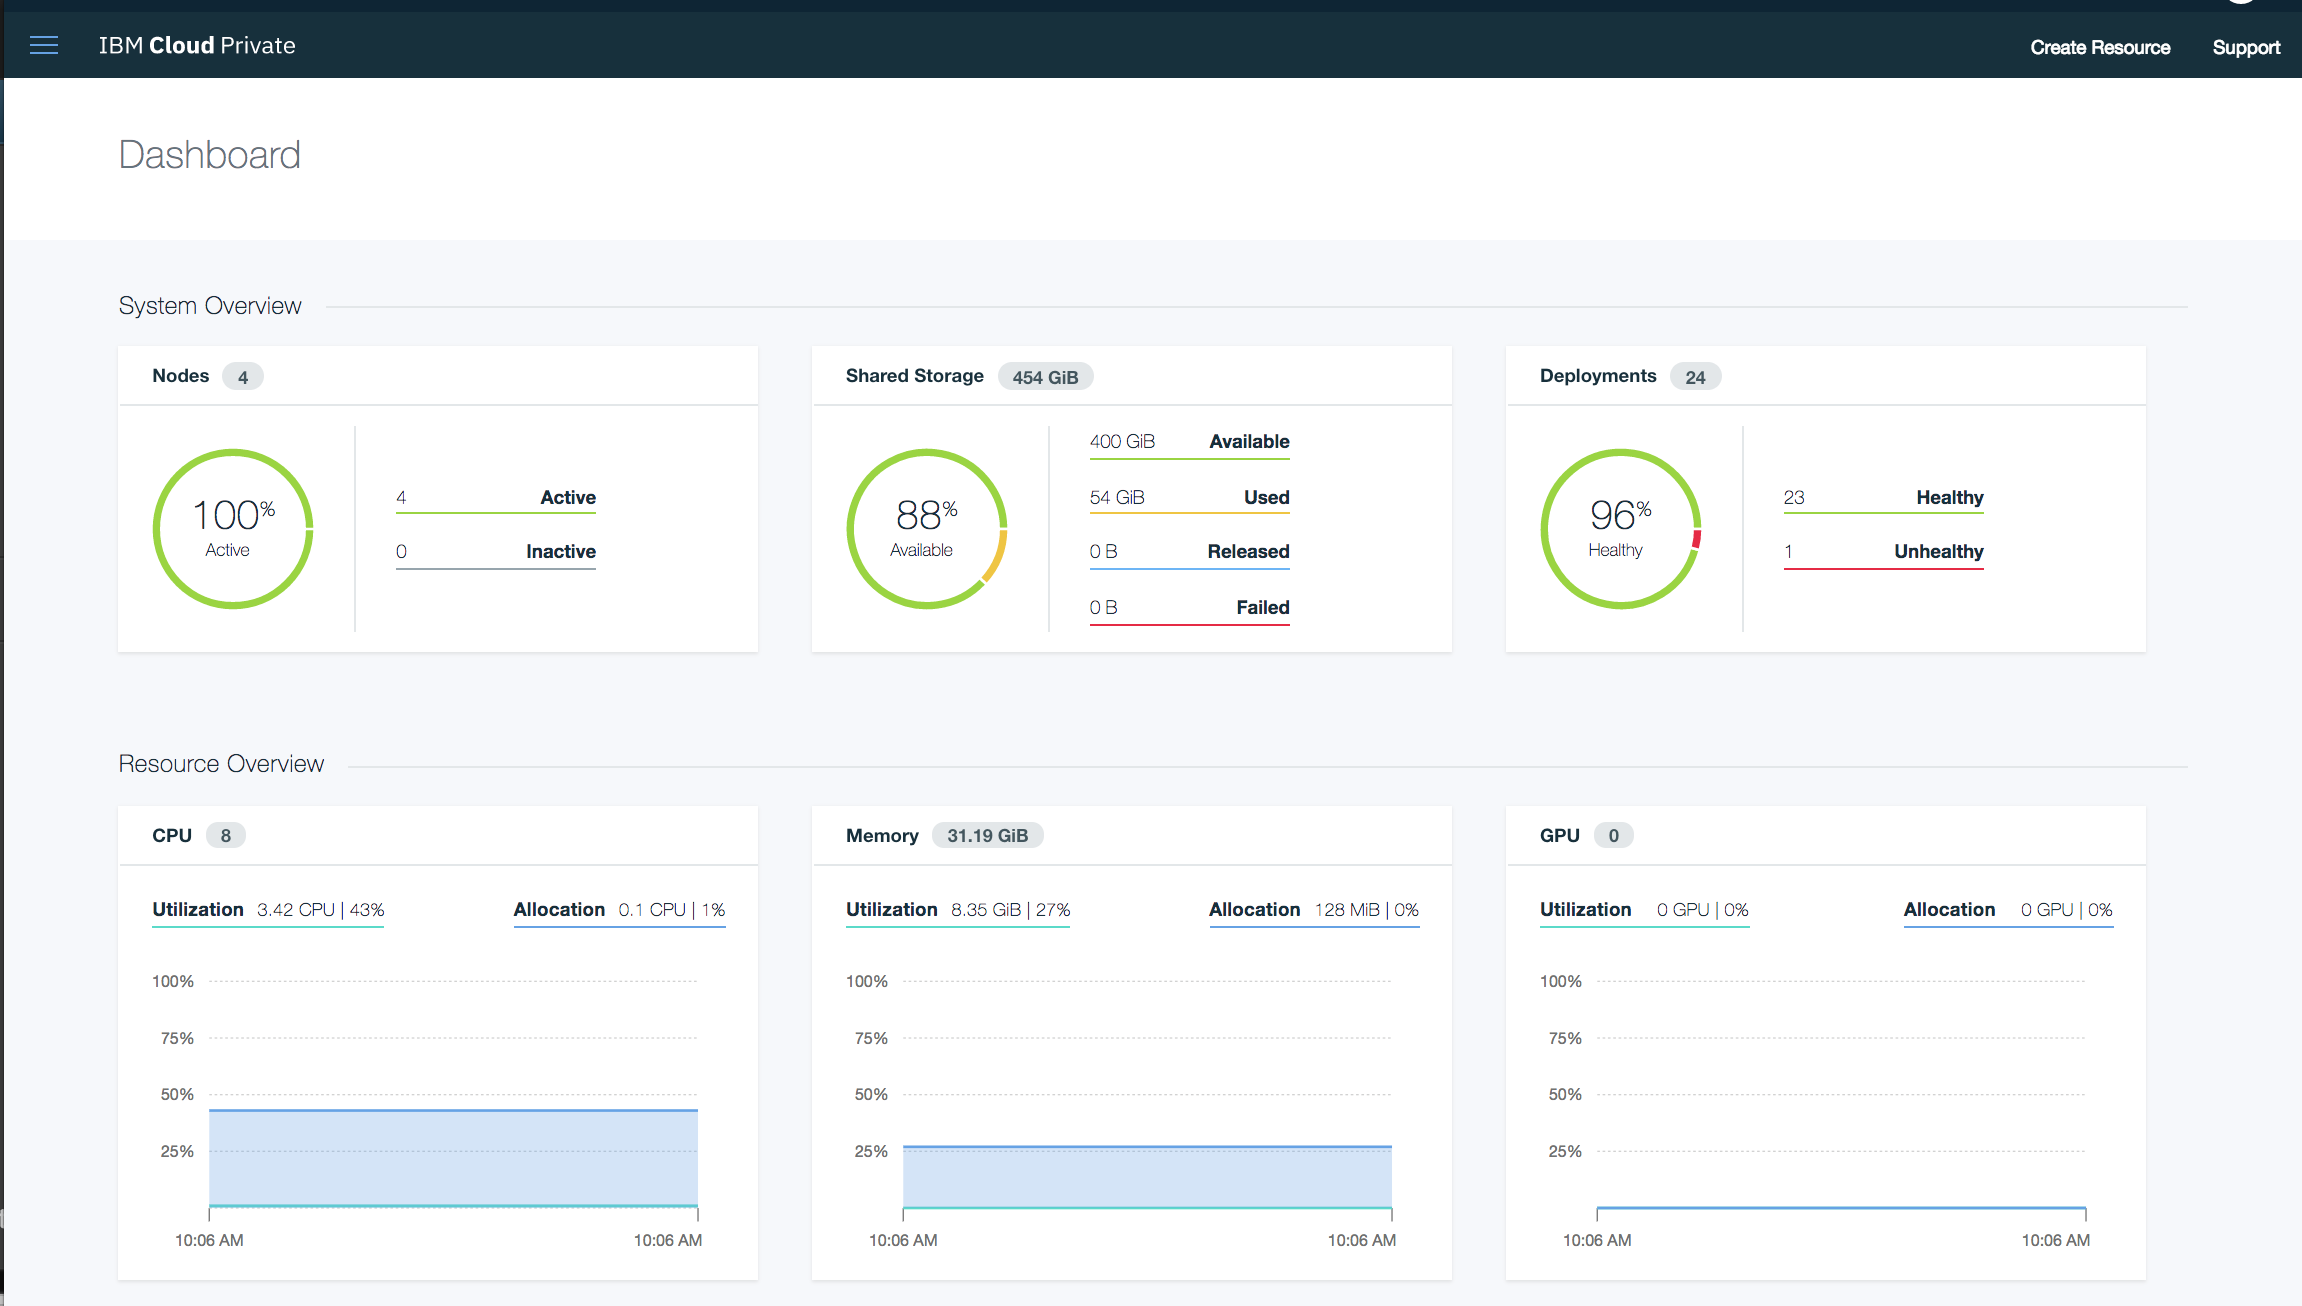 IBM Cloud Private
Create Resource
Support
Dashboard
System Overview
Nodes 4
100%
Active
4 Active
0 Inactive
Shared Storage 454 GiB
88%
Available
400 GiB Available
54 GiB Used
0 B Released
0 B Failed
Deployments 24
96%
Healthy
23 Healthy
1 Unhealthy
Resource Overview
CPU 8
Utilization 3.42 CPU | 43%
Allocation 0.1 CPU | 1%
100%
75%
50%
25%
10:06 AM 10:06 AM
Memory 31.19 GiB
Utilization 8.35 GiB | 27%
Allocation 128 MiB | 0%
100%
75%
50%
25%
10:06 AM 10:06 AM
GPU 0
Utilization 0 GPU | 0%
Allocation 0 GPU | 0%
100%
75%
50%
25%
10:06 AM 10:06 AM